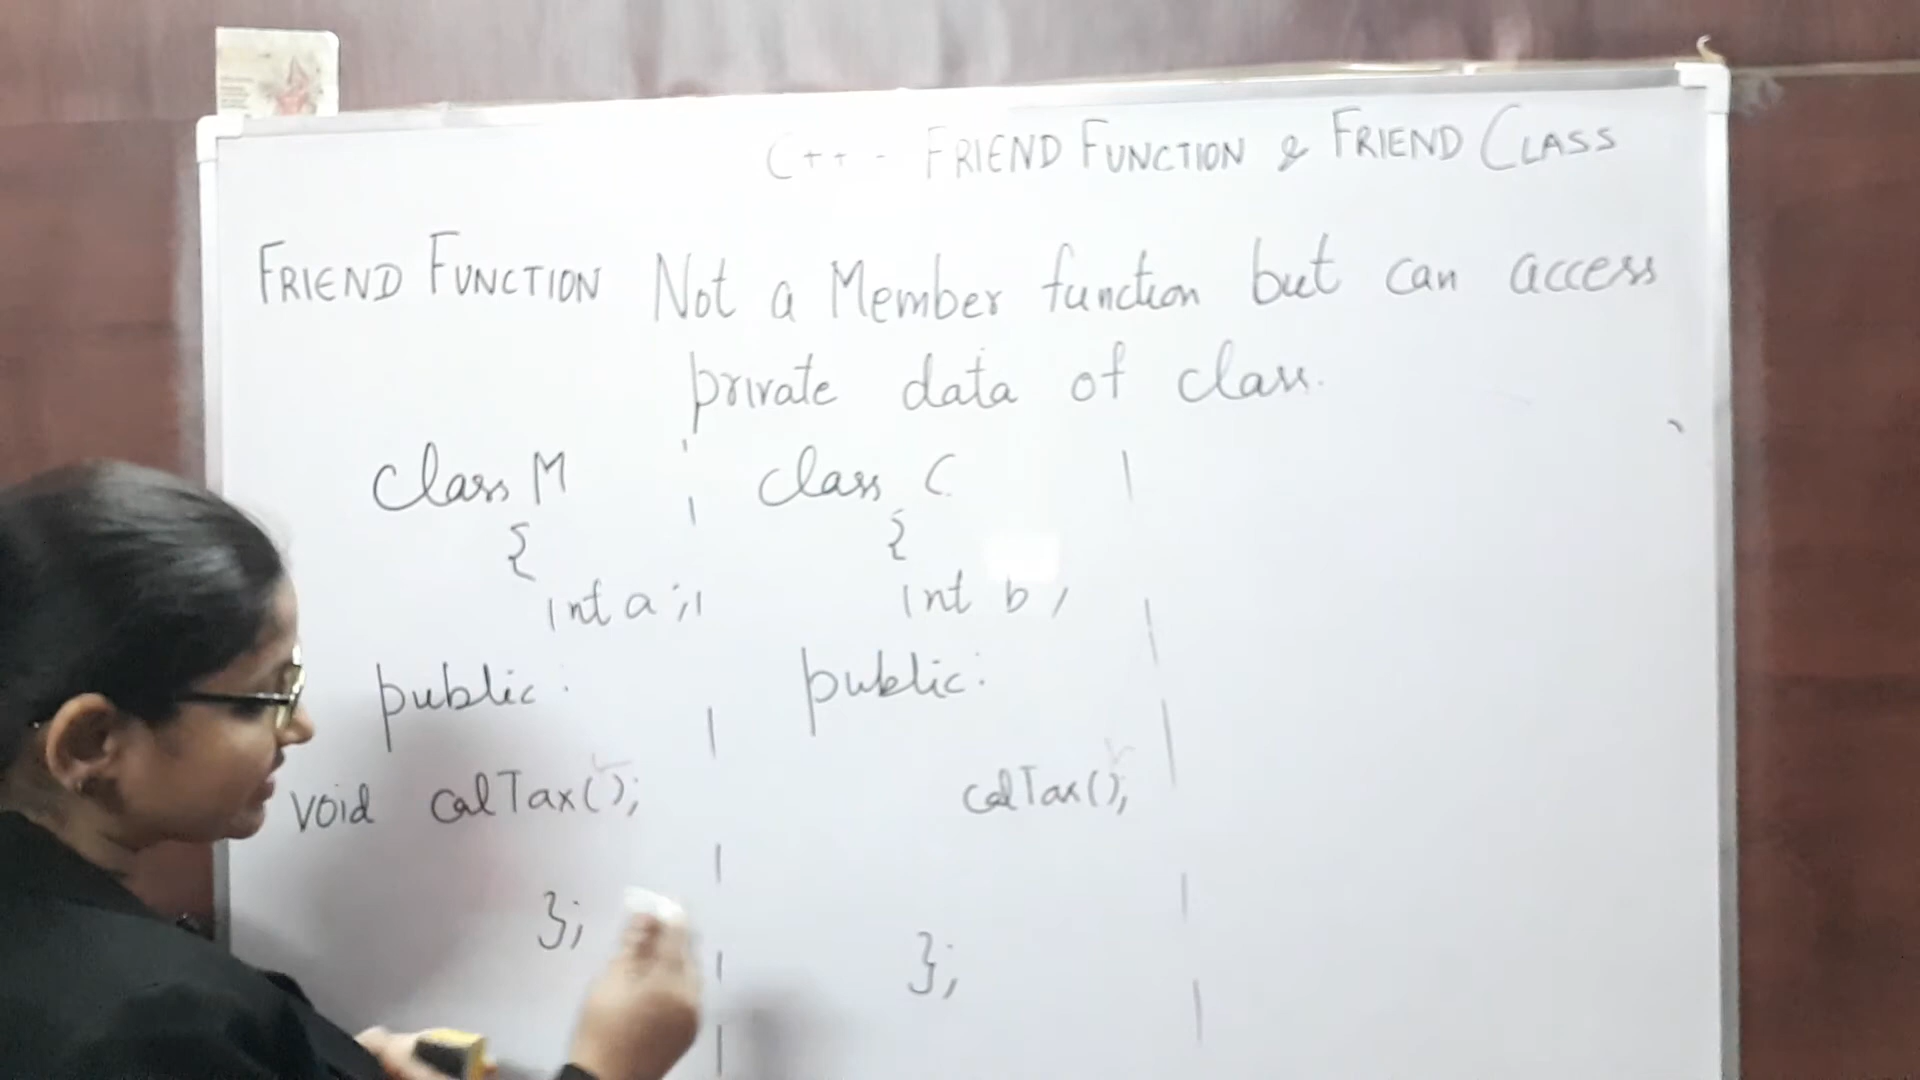 C++ - FRIEND FUNCTION & FRIEND CLASS
FRIEND FUNCTION Not a Member function but can access
private data of class.
class M
{
int a;
public:
void calTax();
};
class C
{
int b;
public:
calTax();
};